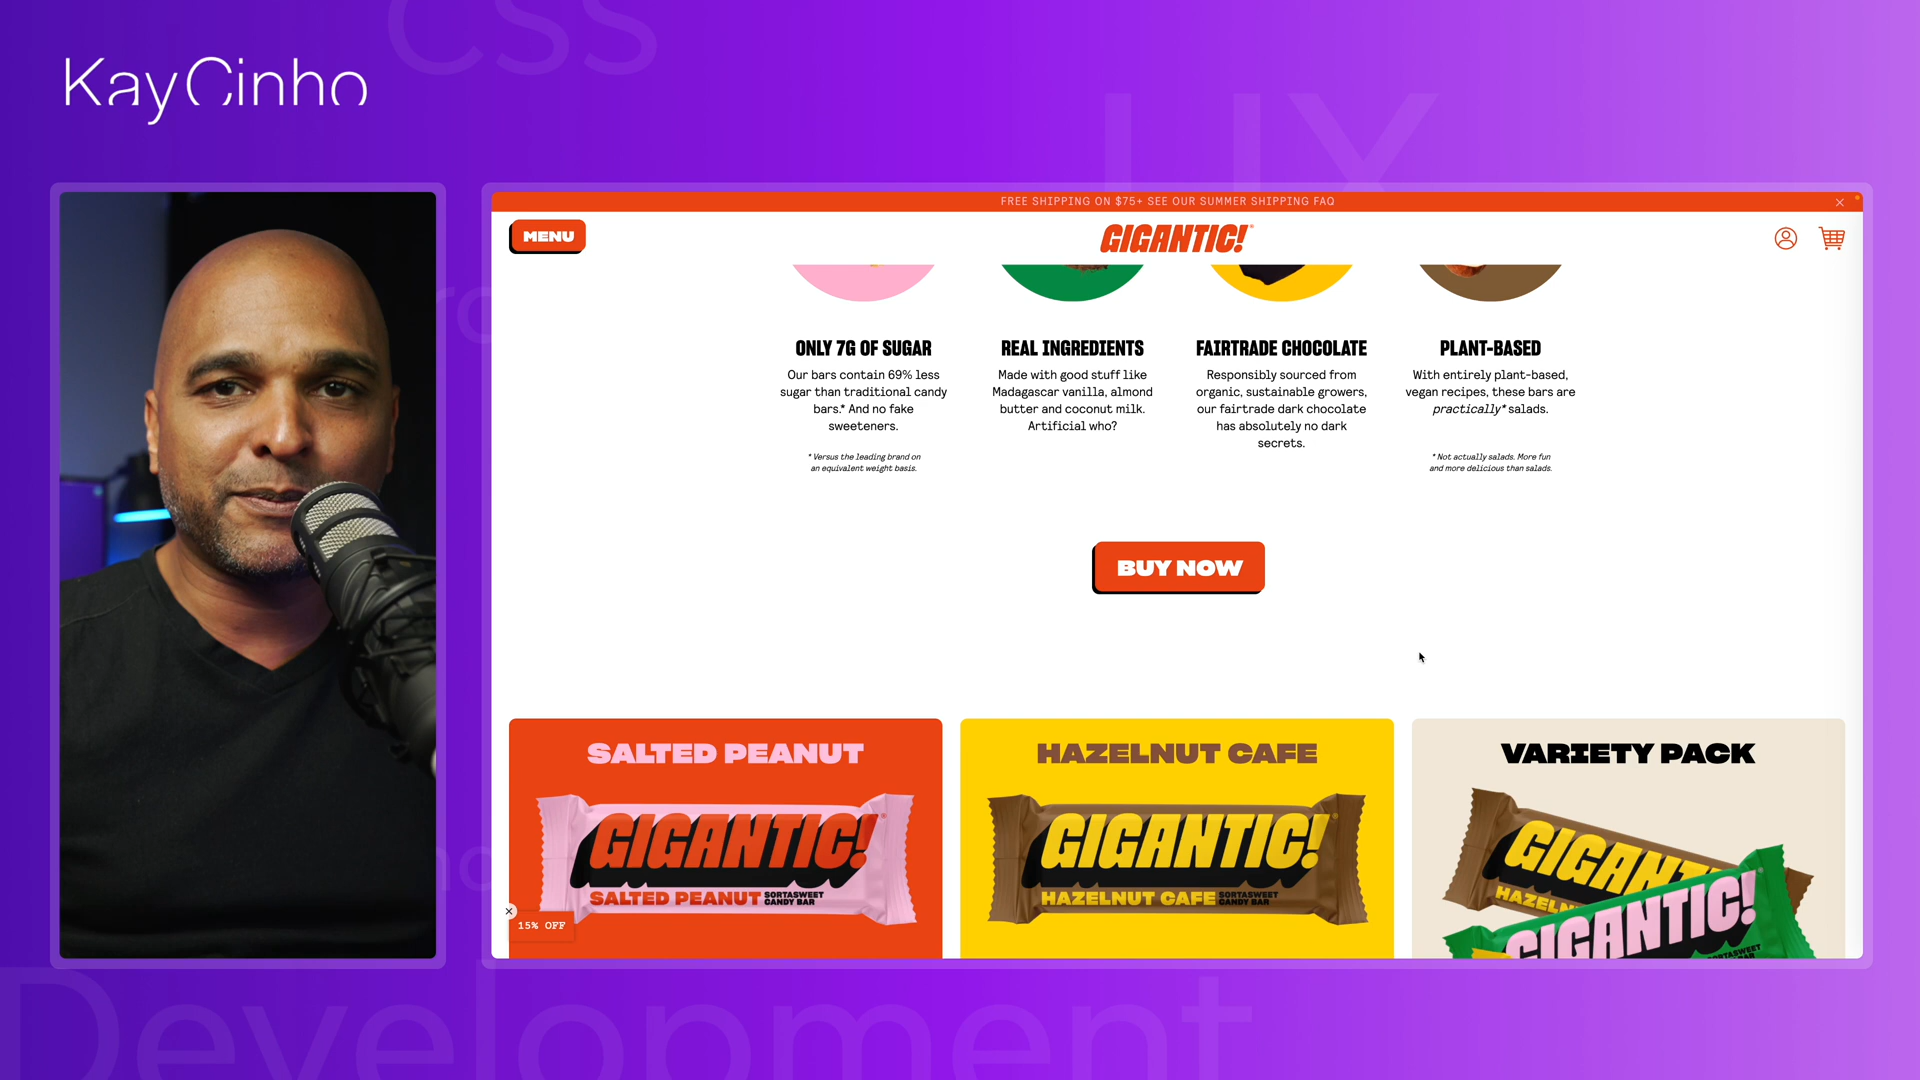 CSS
UX
KayCinho
FREE SHIPPING ON $75+ SEE OUR SUMMER SHIPPING FAQ
MENU
GIGANTIC!
ONLY 7G OF SUGAR
Our bars contain 69% less
sugar than traditional candy
bars.* And no fake
sweeteners.
* Versus the leading brand on
an equivalent weight basis.
REAL INGREDIENTS
Made with good stuff like
Madagascar vanilla, almond
butter and coconut milk.
Artificial who?
FAIRTRADE CHOCOLATE
Responsibly sourced from
organic, sustainable growers,
our fairtrade dark chocolate
has absolutely no dark
secrets.
PLANT-BASED
With entirely plant-based,
vegan recipes, these bars are
practically* salads.
* Not actually salads. More fun
and more delicious than salads.
BUY NOW
SALTED PEANUT
GIGANTIC!
SALTED PEANUT SORTASWEET
CANDY BAR
15% OFF
HAZELNUT CAFE
GIGANTIC!
HAZELNUT CAFE SORTASWEET
CANDY BAR
VARIETY PACK
GIGANTIC!
Development